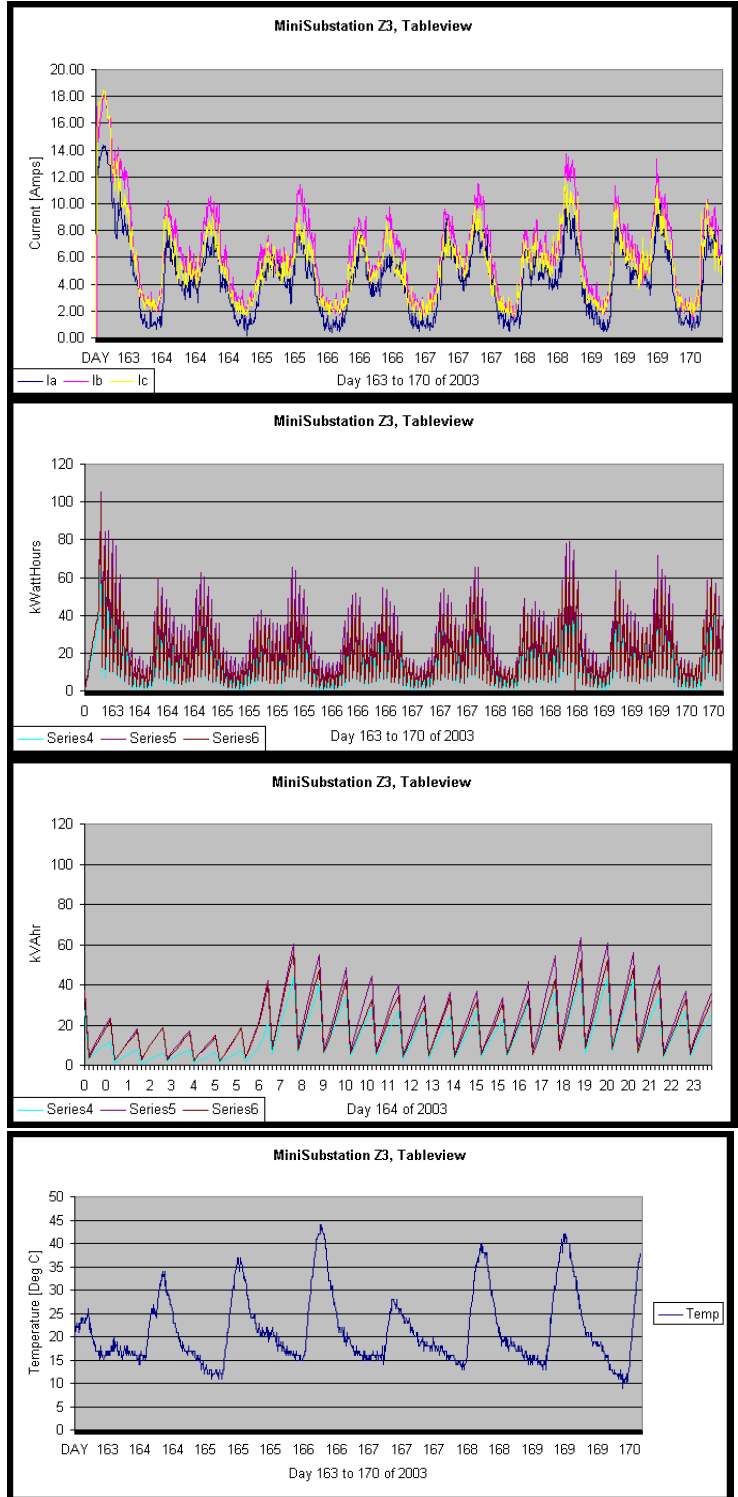 MiniSubstation Z3, Tableview
20.00
18.00
16.00
14.00
12.00
10.00
8.00
6.00
4.00
2.00
0.00
Current [Amps]
DAY 163 164 164 164 165 165 165 166 166 167 167 167 168 168 169 169 169 170
Ia Ib Ic
Day 163 to 170 of 2003
MiniSubstation Z3, Tableview
120
100
80
60
40
20
0
kWattHours
0 163 164 164 164 165 165 165 166 166 167 167 167 168 168 168 169 169 169 170 170
Series4 Series5 Series6
Day 163 to 170 of 2003
MiniSubstation Z3, Tableview
120
100
80
60
40
20
0
kVAhr
0 0 1 2 3 4 5 6 7 8 9 10 10 11 12 13 14 15 16 17 18 19 20 20 21 22 23
Series4 Series5 Series6
Day 164 of 2003
MiniSubstation Z3, Tableview
50
45
40
35
30
25
20
15
10
5
0
Temperature [Deg C]
DAY 163 164 164 165 165 165 166 166 167 167 167 168 168 169 169 169 170
Temp
Day 163 to 170 of 2003